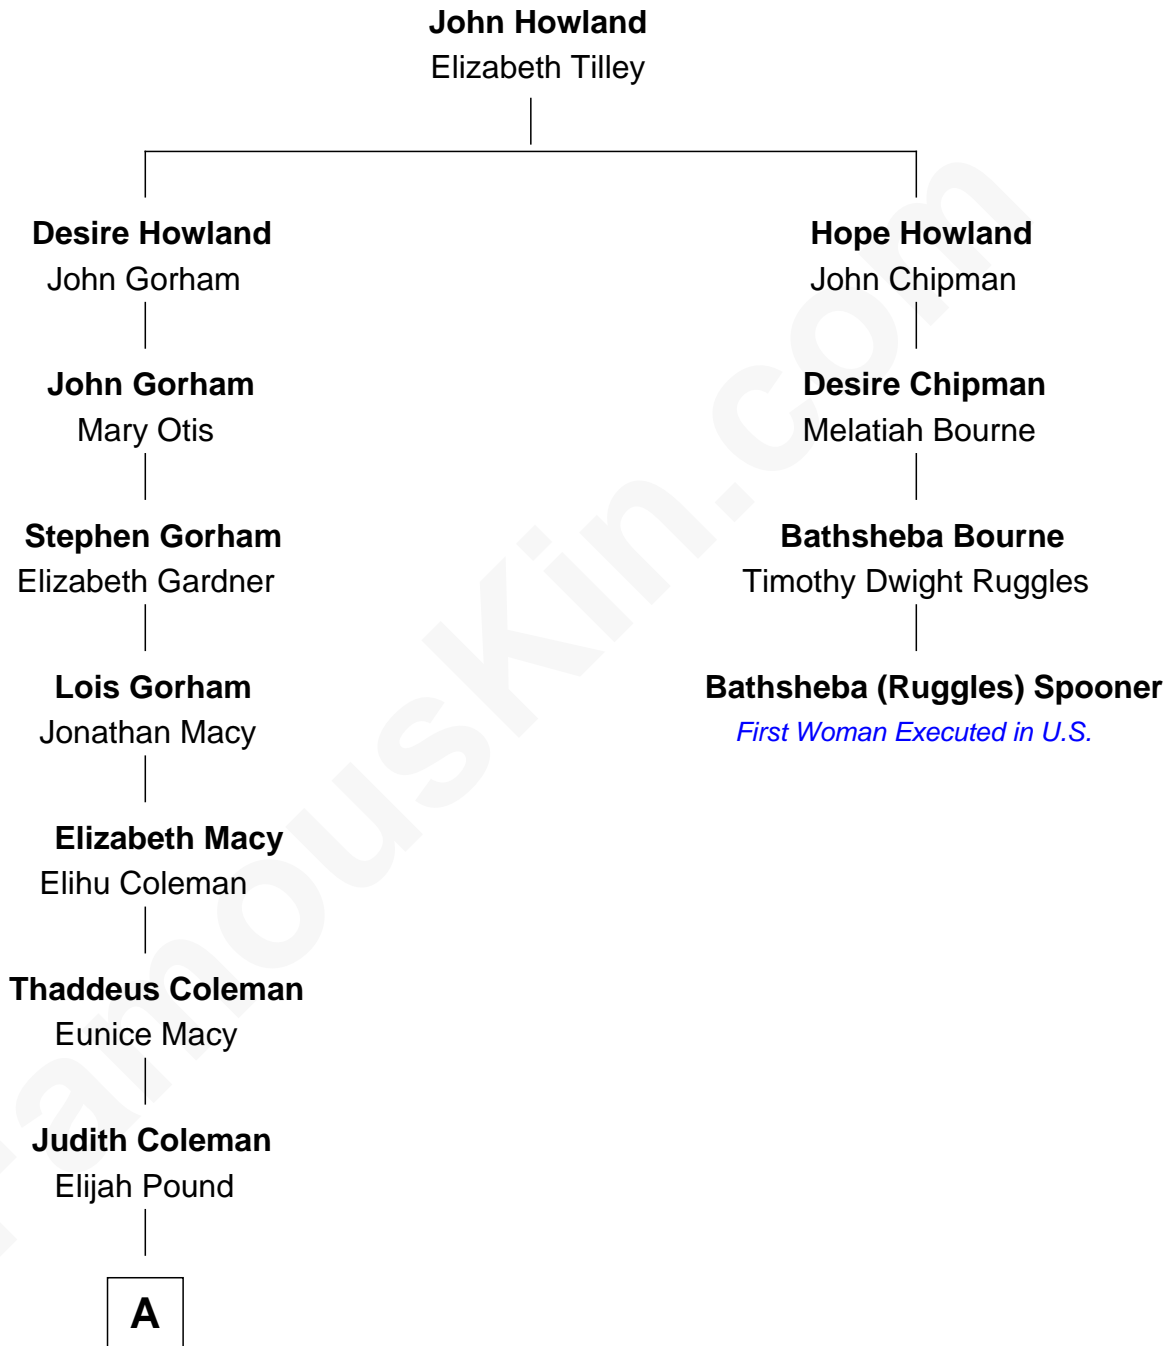 John Howland
Elizabeth Tilley
Desire Howland
John Gorham
Hope Howland
John Chipman
John Gorham
Mary Otis
Desire Chipman
Melatiah Bourne
Stephen Gorham
Elizabeth Gardner
Bathsheba Bourne
Timothy Dwight Ruggles
Lois Gorham
Jonathan Macy
Bathsheba (Ruggles) Spooner
First Woman Executed in U.S.
Elizabeth Macy
Elihu Coleman
Thaddeus Coleman
Eunice Macy
Judith Coleman
Elijah Pound
A
FamousKin.com